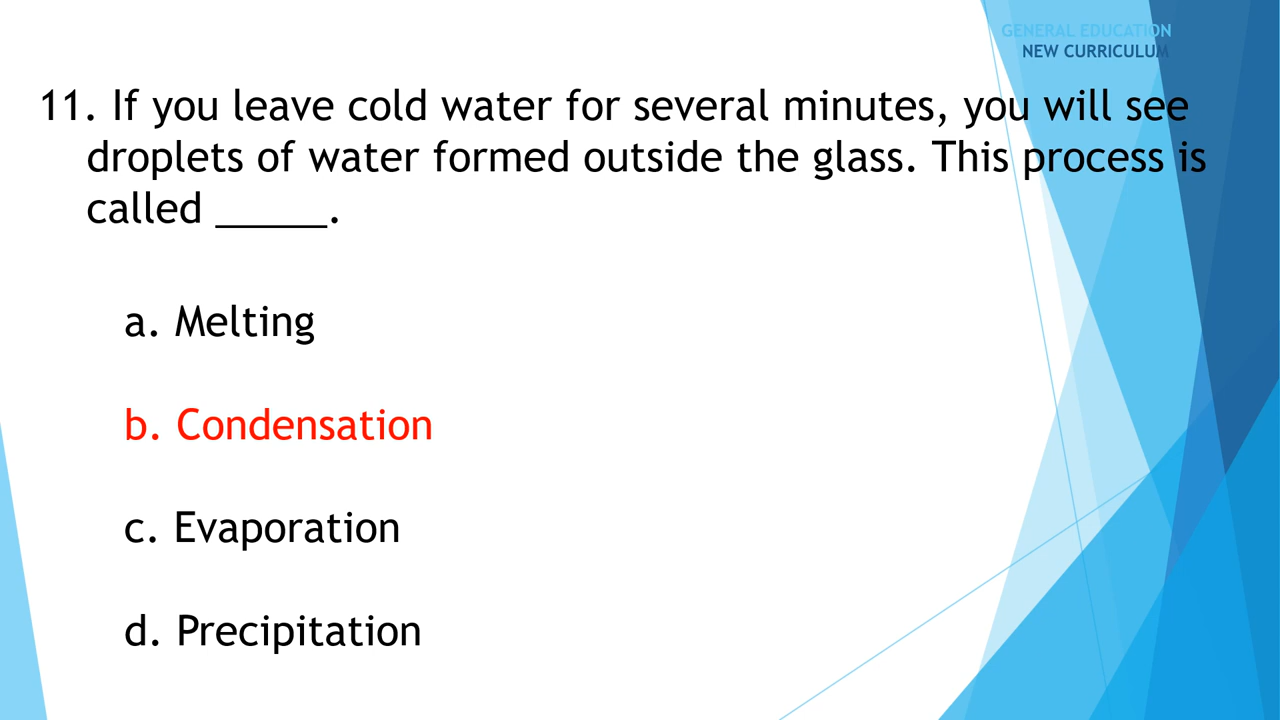 GENERAL EDUCATION
NEW CURRICULUM
11. If you leave cold water for several minutes, you will see
droplets of water formed outside the glass. This process is
called _____.
a. Melting
b. Condensation
c. Evaporation
d. Precipitation